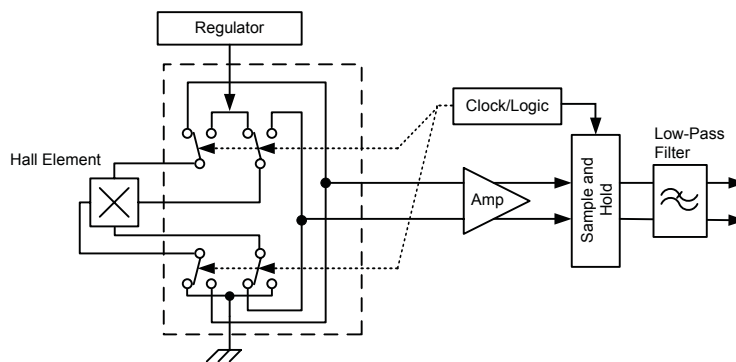 Regulator
Clock/Logic
Low-Pass
Filter
Hall Element
Amp
Sample and
Hold